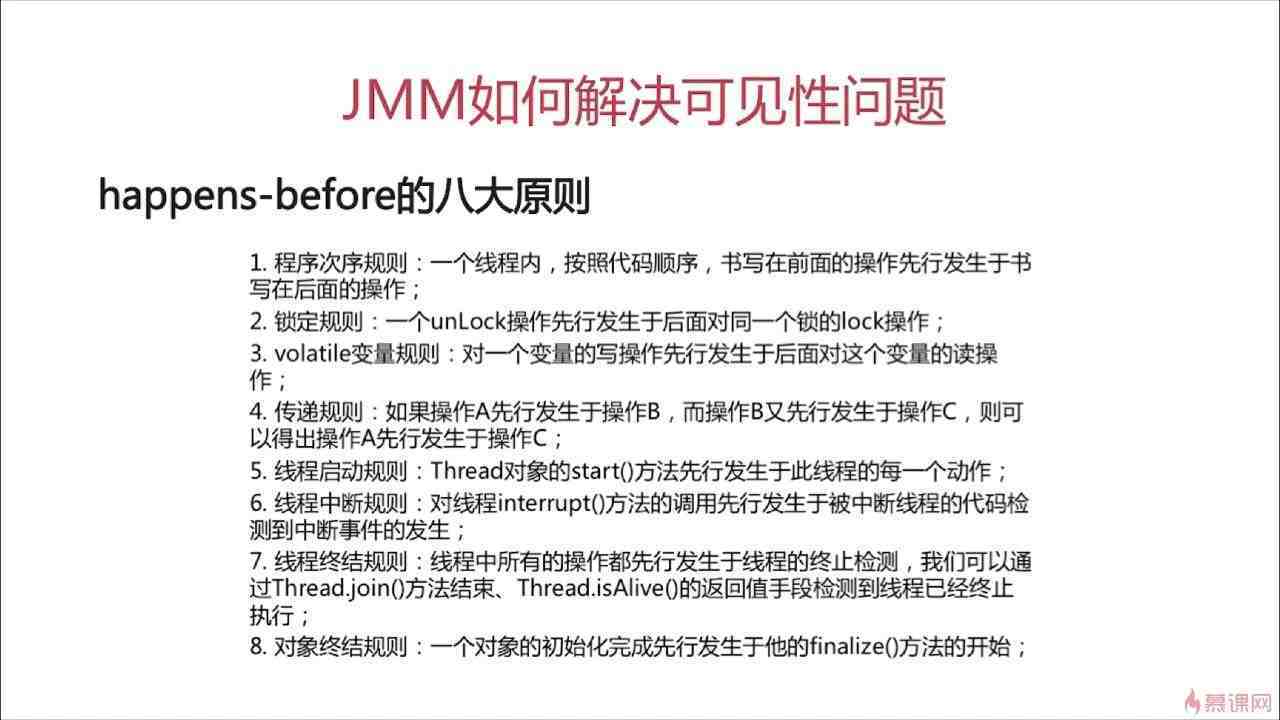 JMM如何解决可见性问题
happens-before的八大原则
1. 程序次序规则：一个线程内，按照代码顺序，书写在前面的操作先行发生于书
写在后面的操作；
2. 锁定规则：一个unLock操作先行发生于后面对同一个锁的lock操作；
3. volatile变量规则：对一个变量的写操作先行发生于后面对这个变量的读操
作；
4. 传递规则：如果操作A先行发生于操作B，而操作B又先行发生于操作C，则可
以得出操作A先行发生于操作C；
5. 线程启动规则：Thread对象的start()方法先行发生于此线程的每一个动作；
6. 线程中断规则：对线程interrupt()方法的调用先行发生于被中断线程的代码检
测到中断事件的发生；
7. 线程终结规则：线程中所有的操作都先行发生于线程的终止检测，我们可以通
过Thread.join()方法结束、Thread.isAlive()的返回值手段检测到线程已经终止
执行；
8. 对象终结规则：一个对象的初始化完成先行发生于他的finalize()方法的开始；
慕课网